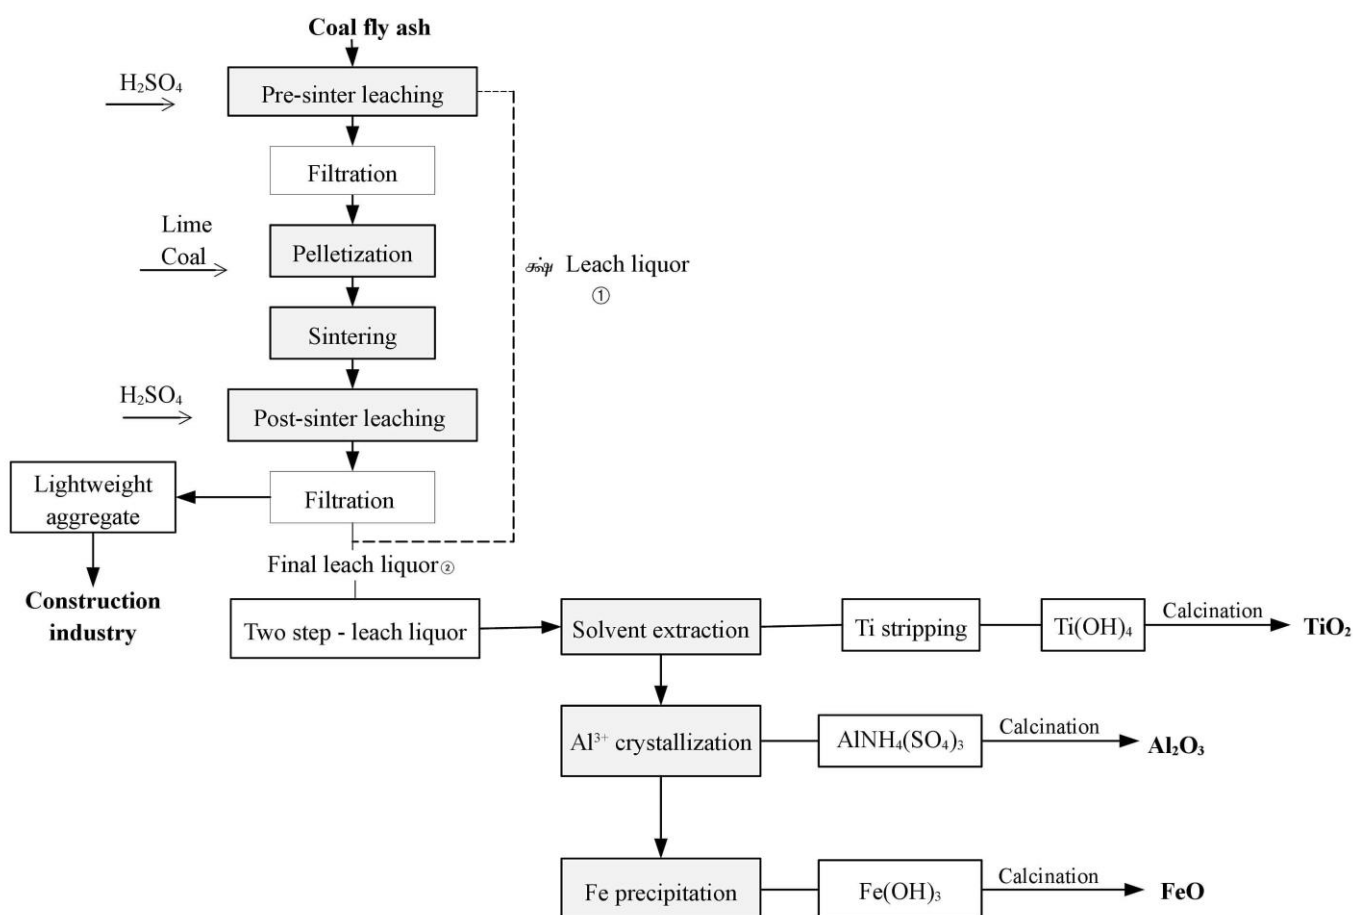 Coal fly ash
H₂SO₄
Pre-sinter leaching
Filtration
Lime
Coal
Pelletization
Leach liquor
①
Sintering
H₂SO₄
Post-sinter leaching
Lightweight
aggregate
Filtration
Final leach liquor②
Construction
industry
Two step - leach liquor
Solvent extraction
Ti stripping
Ti(OH)₄
Calcination
TiO₂
Al³⁺ crystallization
AlNH₄(SO₄)₃
Calcination
Al₂O₃
Fe precipitation
Fe(OH)₃
Calcination
FeO